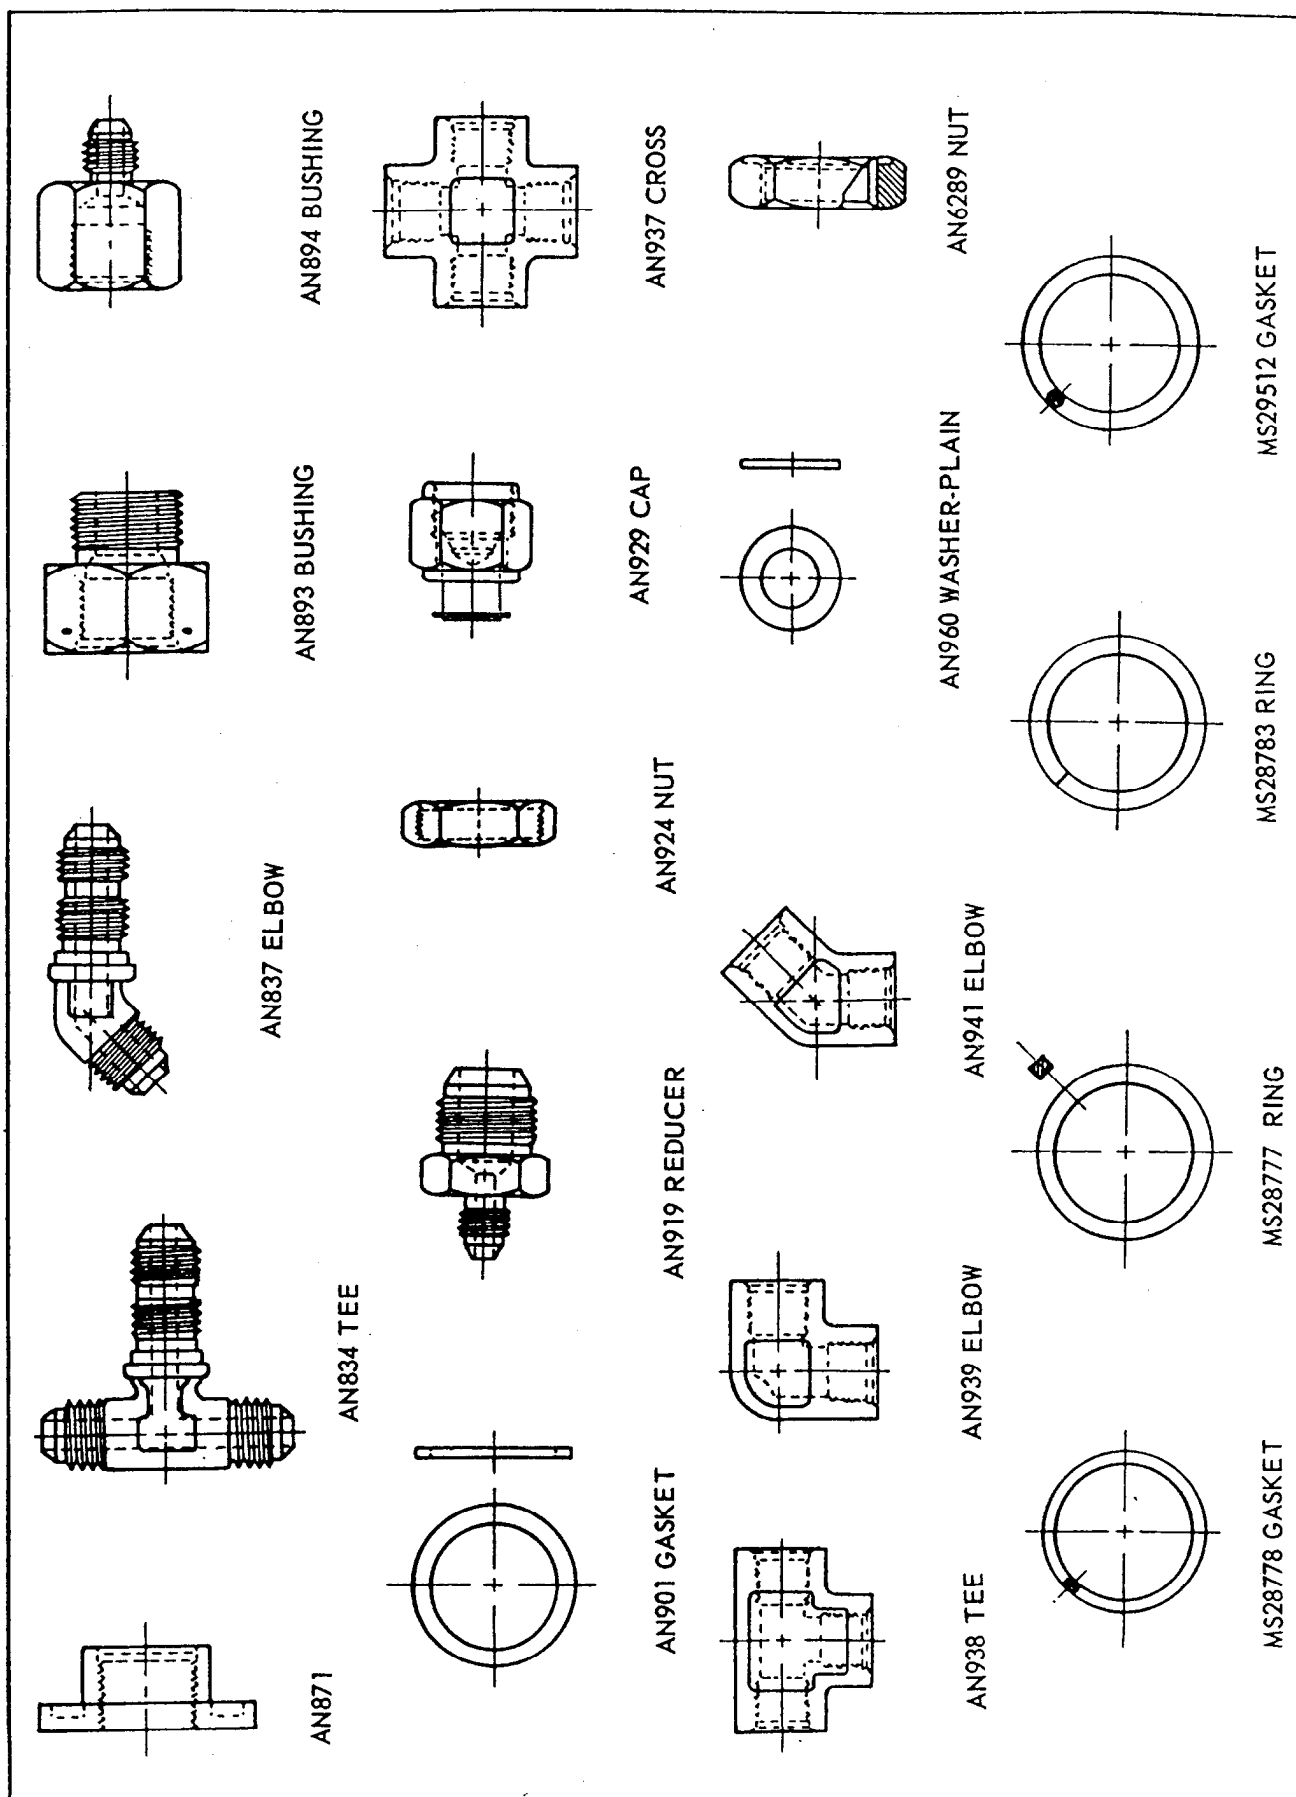 AN871
AN834 TEE
AN837 ELBOW
AN893 BUSHING
AN894 BUSHING
AN901 GASKET
AN919 REDUCER
AN924 NUT
AN929 CAP
AN937 CROSS
AN938 TEE
AN939 ELBOW
AN941 ELBOW
AN960 WASHER-PLAIN
AN6289 NUT
MS28778 GASKET
MS28777 RING
MS28783 RING
MS29512 GASKET